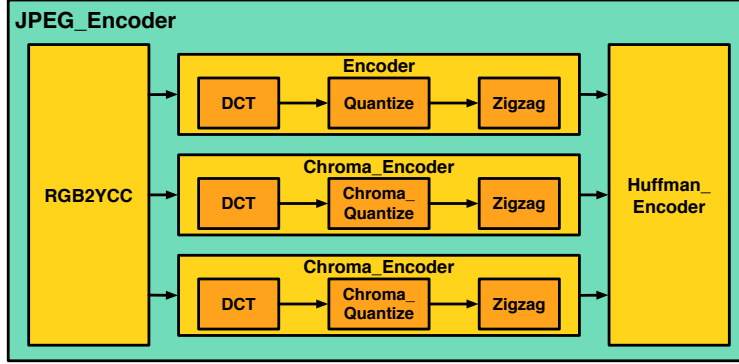 JPEG_Encoder
RGB2YCC
Encoder
DCT
Quantize
Zigzag
Chroma_Encoder
DCT
Chroma_
Quantize
Zigzag
Chroma_Encoder
DCT
Chroma_
Quantize
Zigzag
Huffman_
Encoder